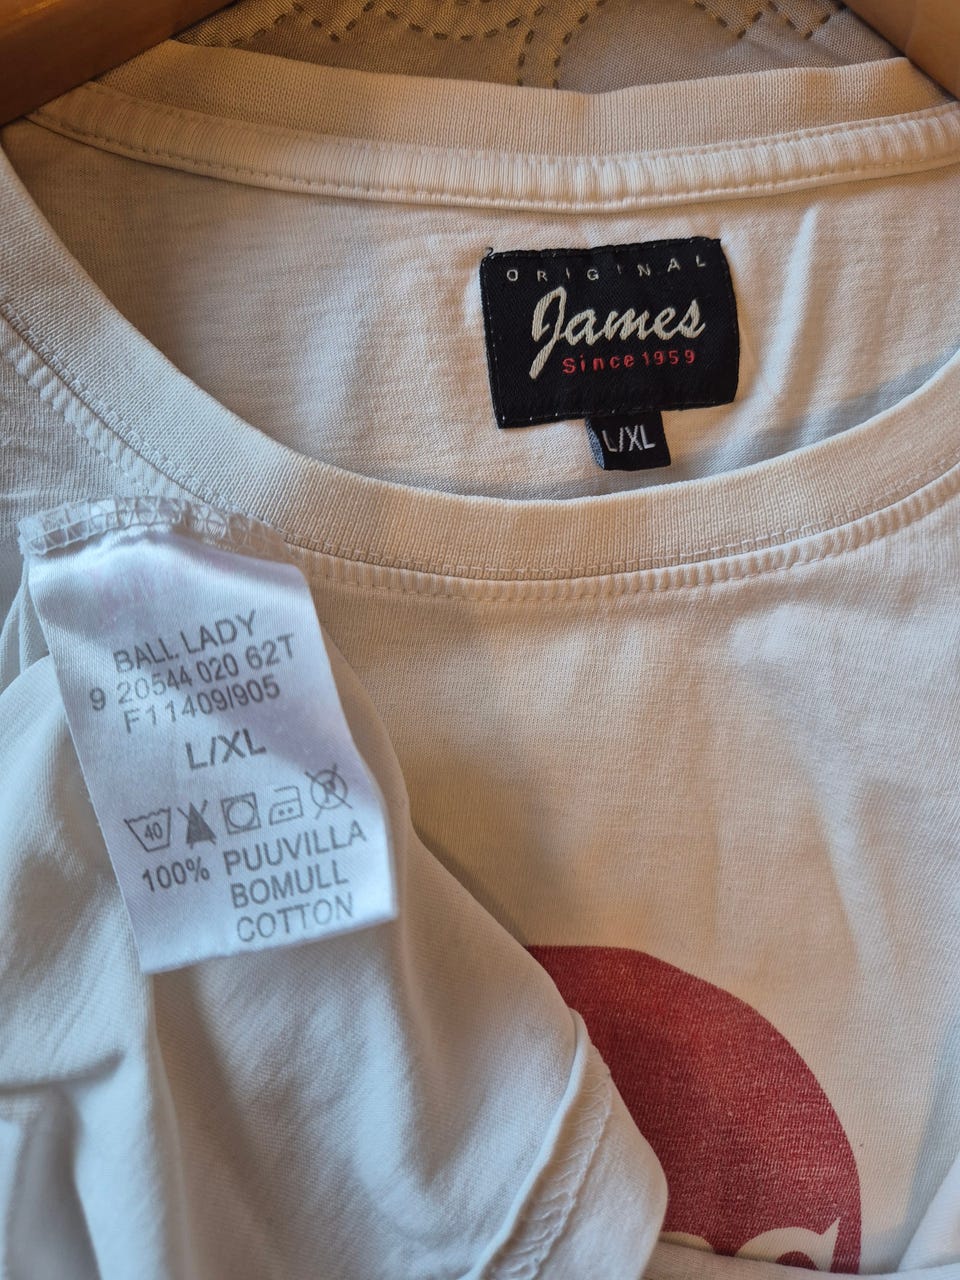 ORIGINAL
James
Since 1959
L/XL
BALL LADY
9 20544 020 62T
F11409/905
L/XL
40
P
100% PUUVILLA
BOMULL
COTTON